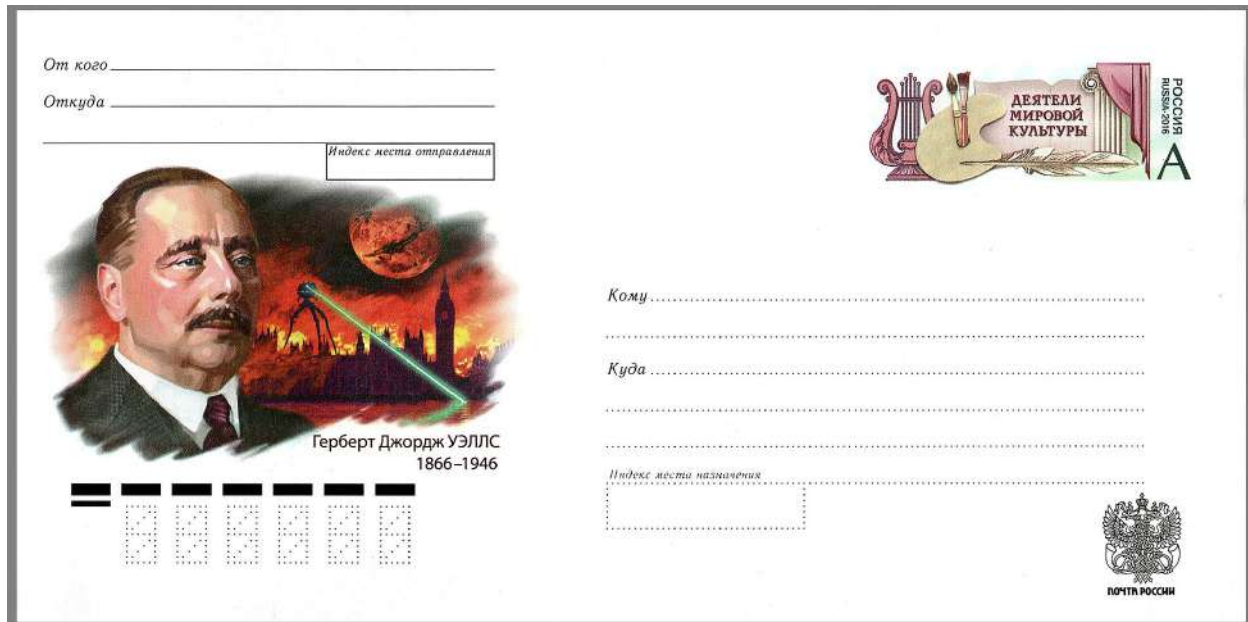 От кого
Откуда
Индекс места отправления
Герберт Джордж УЭЛЛС
1866–1946
ДЕЯТЕЛИ
МИРОВОЙ
КУЛЬТУРЫ
РОССИЯ
RUSSIA·2016
А
Кому
Куда
Индекс места назначения
ПОЧТА РОССИИ